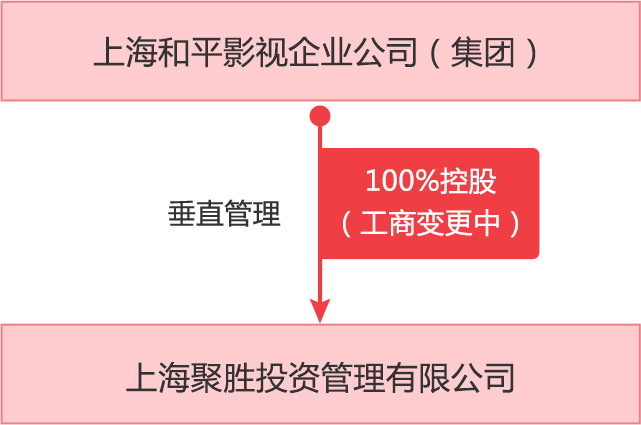 上海和平影视企业公司（集团）
垂直管理
100%控股
（工商变更中）
上海聚胜投资管理有限公司